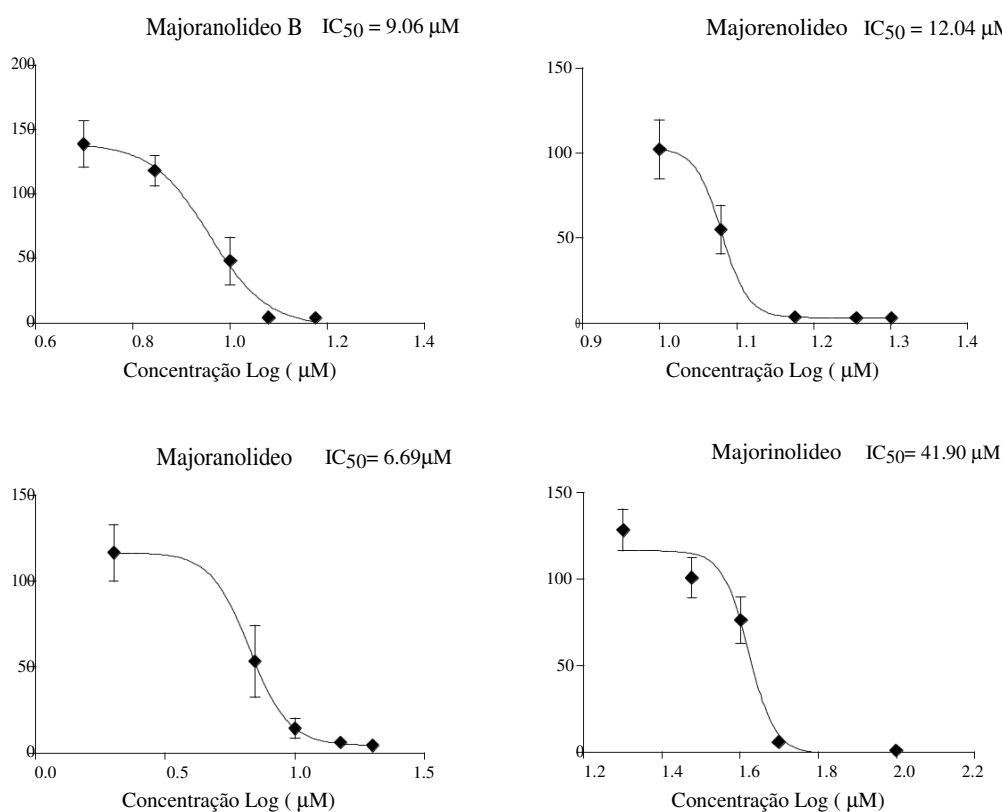 Majoranolideo B IC50 = 9.06 μM
200
150
100
50
0
0.6 0.8 1.0 1.2 1.4
Concentração Log ( μM)
Majorenolideo IC50 = 12.04 μM
150
100
50
0
0.9 1.0 1.1 1.2 1.3 1.4
Concentração Log ( μM)
Majoranolideo IC50= 6.69μM
150
100
50
0
0.0 0.5 1.0 1.5
Concentração Log ( μM)
Majorinolideo IC50= 41.90 μM
150
100
50
0
1.2 1.4 1.6 1.8 2.0 2.2
Concentração Log ( μM)